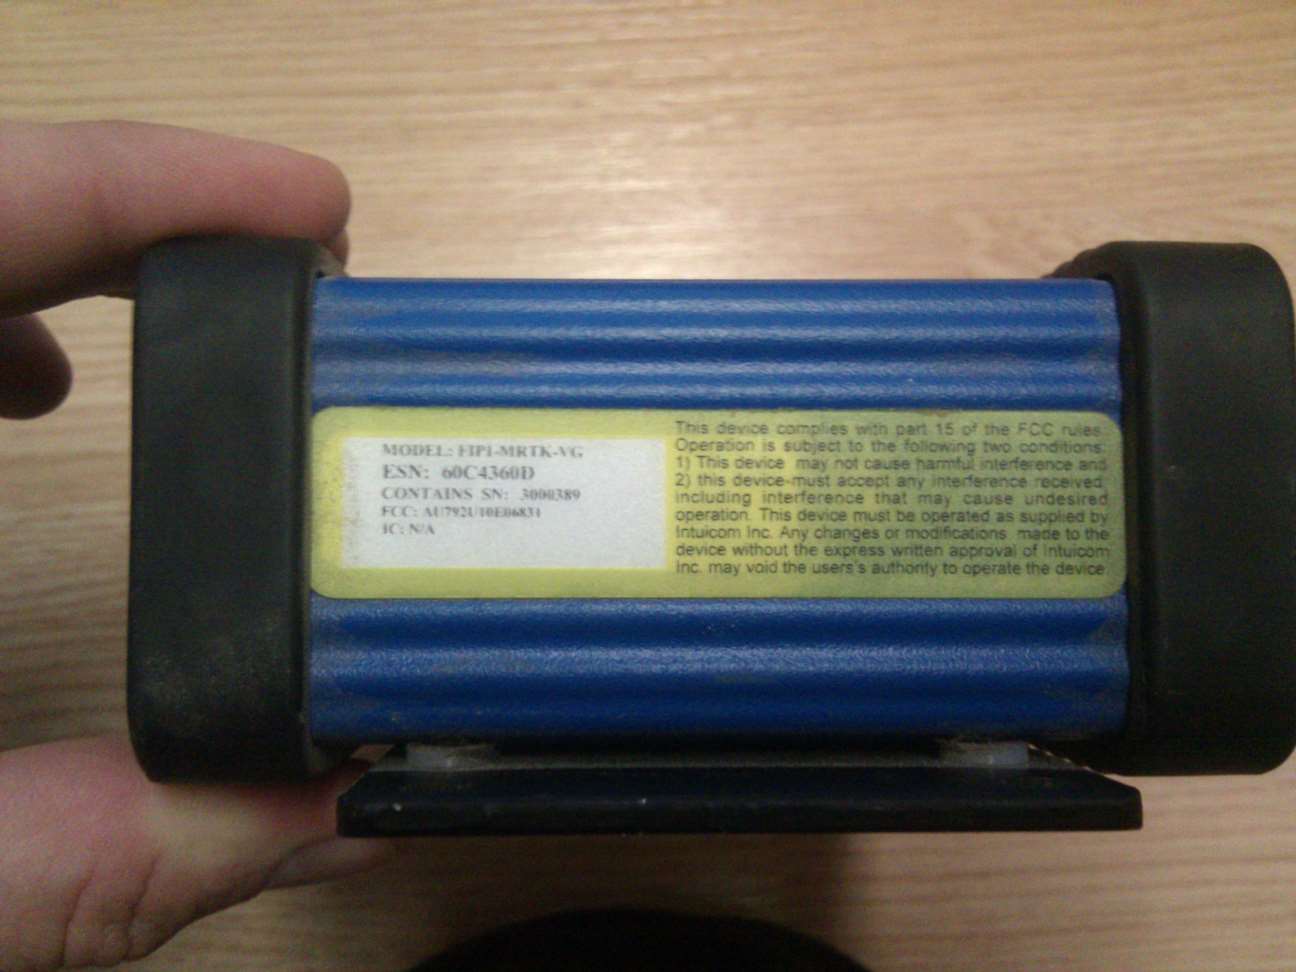 MODEL: FIP1-MRTK-VG
ESN: 60C4360D
CONTAINS SN: 3000389
FCC: AU792U10E06831
IC: N/A
This device complies with part 15 of the FCC rules.
Operation is subject to the following two conditions:
1) This device may not cause harmful interference and
2) this device must accept any interference received,
including interference that may cause undesired
operation. This device must be operated as supplied by
Intuicom Inc. Any changes or modifications made to the
device without the express written approval of Intuicom
Inc. may void the users's authority to operate the device